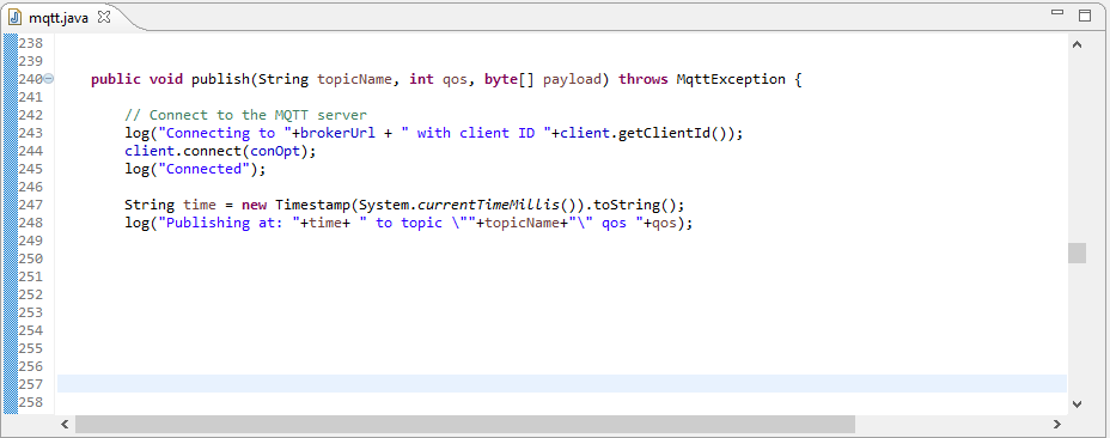 mqtt.java
238
239
240 public void publish(String topicName, int qos, byte[] payload) throws MqttException {
241
242 // Connect to the MQTT server
243 log("Connecting to "+brokerUrl + " with client ID "+client.getClientId());
244 client.connect(conOpt);
245 log("Connected");
246
247 String time = new Timestamp(System.currentTimeMillis()).toString();
248 log("Publishing at: "+time+ " to topic \""+topicName+"\" qos "+qos);
249
250
251
252
253
254
255
256
257
258